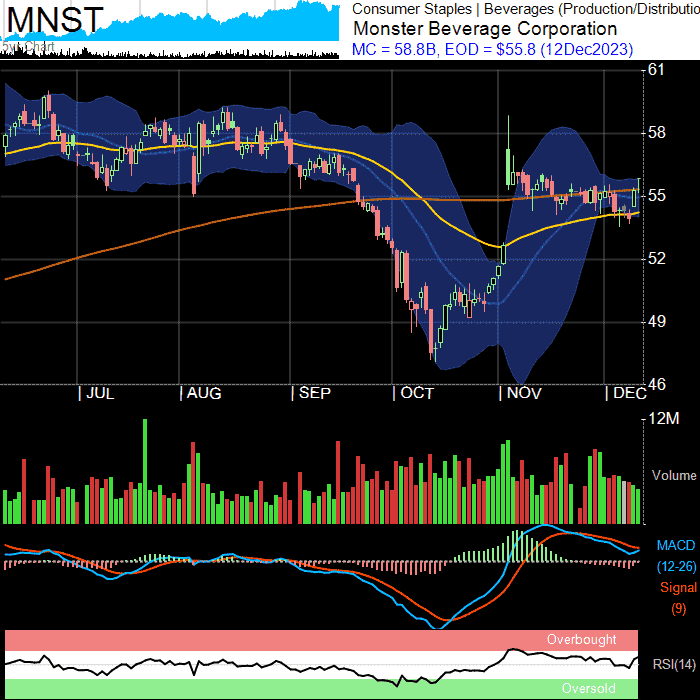 MNST
Consumer Staples | Beverages (Production/Distributio
Monster Beverage Corporation
MC = 58.8B, EOD = $55.8 (12Dec2023)
5y Chart
61
58
55
52
49
46
JUL AUG SEP OCT NOV DEC
12M
Volume
MACD
(12-26)
Signal
(9)
Overbought
RSI(14)
Oversold